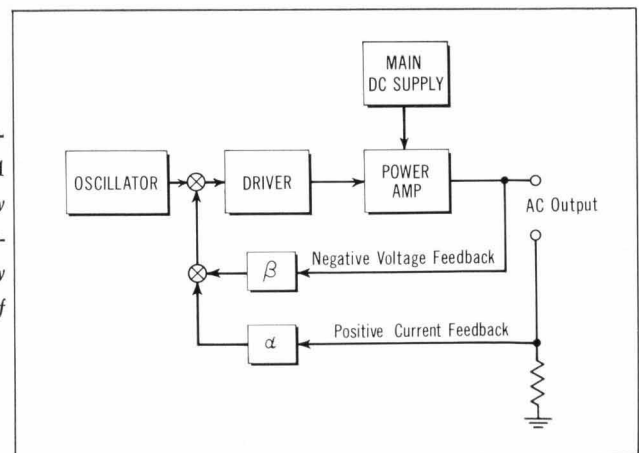 MAIN
DC SUPPLY
OSCILLATOR
DRIVER
POWER
AMP
AC Output
β
Negative Voltage Feedback
α
Positive Current Feedback